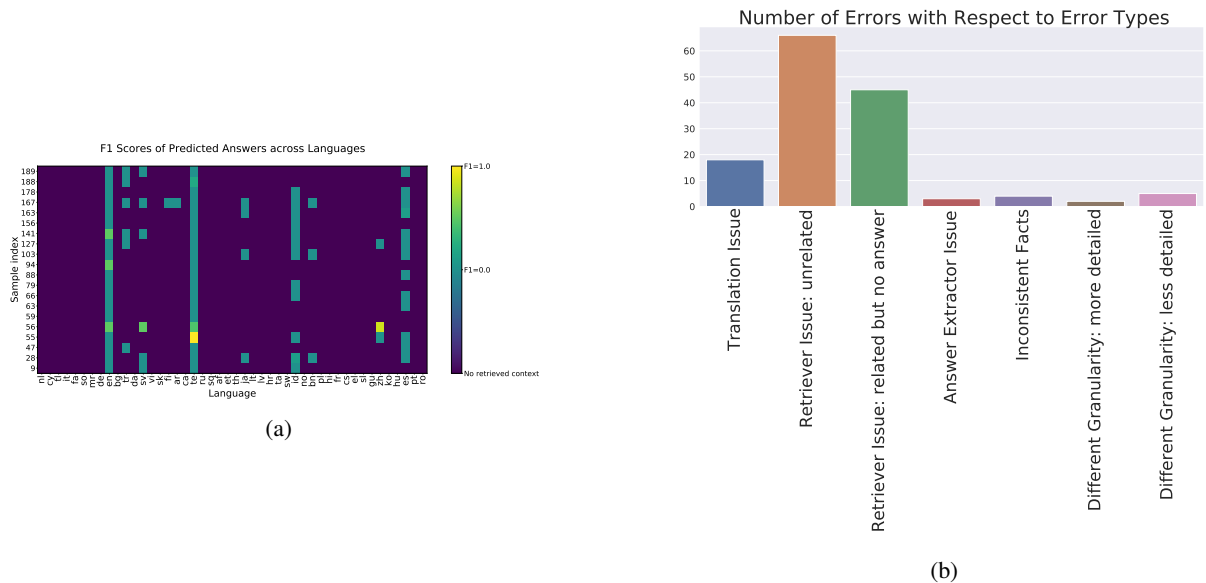 F1 Scores of Predicted Answers across Languages
Sample index
189
188
178
167
163
156
141
127
103
94
88
79
66
63
59
56
55
47
28
9
nl cy tl it fa so mr de en bg tr da sv vi sk fi ar ca te ru sq af et th ja lt lv hr ta sw id no bn pl hi fr cs el sl gu zh ko hu es pt ro
Language
F1=1.0
F1=0.0
No retrieved context
(a)
Number of Errors with Respect to Error Types
60
50
40
30
20
10
0
Translation Issue
Retriever Issue: unrelated
Retriever Issue: related but no answer
Answer Extractor Issue
Inconsistent Facts
Different Granularity: more detailed
Different Granularity: less detailed
(b)